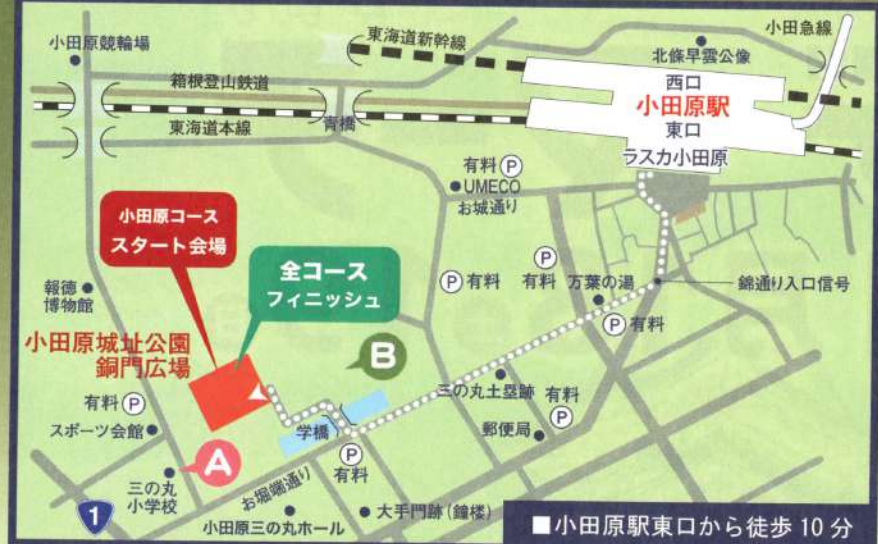 小田原競輪場
東海道新幹線
小田急線
北條早雲公像
箱根登山鉄道
西口
小田原駅
東口
東海道本線
青橋
ラスカ小田原
有料 P
UMECO
お城通り
小田原コース
スタート会場
全コース
フィニッシュ
P 有料
P
有料
万葉の湯
錦通り入口信号
報徳
博物館
P 有料
小田原城址公園
銅門広場
B
三の丸土塁跡
有料 P
スポーツ会館
有料
P
郵便局
学橋
A
P
有料
三の丸
小学校
お堀端通り
1
小田原三の丸ホール
大手門跡(鐘楼)
■小田原駅東口から徒歩 10 分